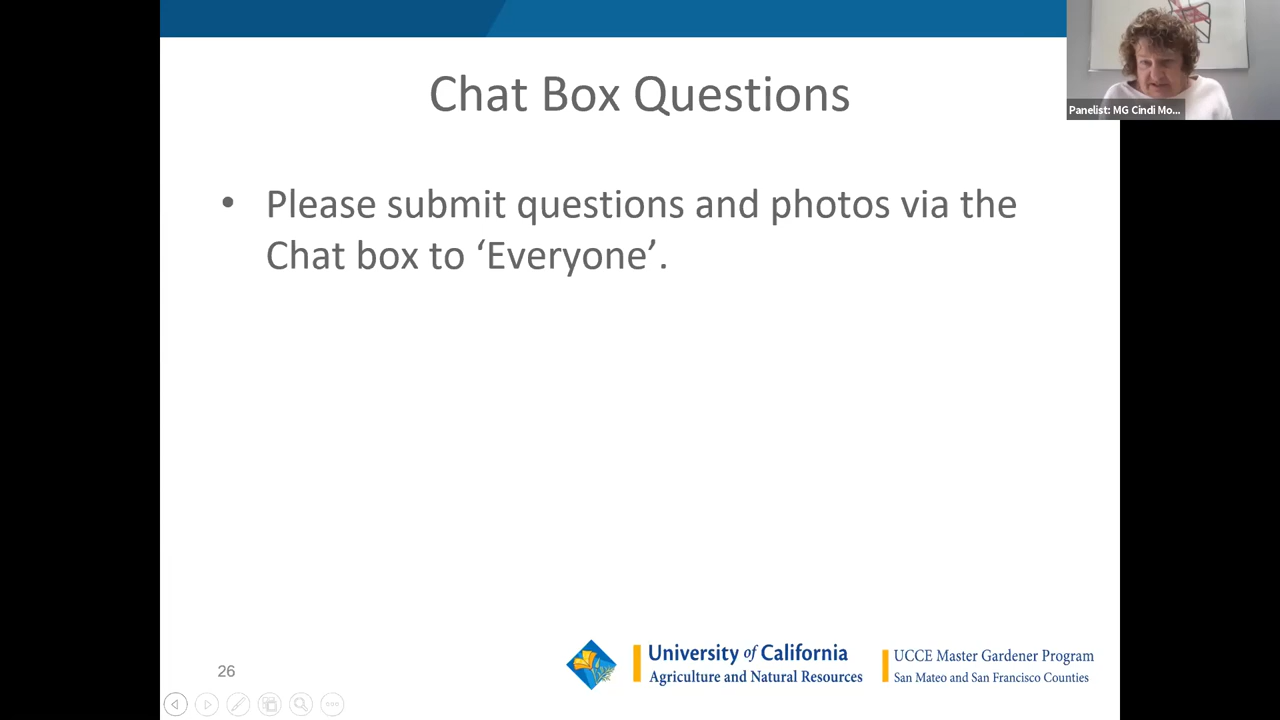 Chat Box Questions
Panelist: MG Cindi Mo...
• Please submit questions and photos via the
Chat box to ‘Everyone’.
26
University of California
Agriculture and Natural Resources
UCCE Master Gardener Program
San Mateo and San Francisco Counties